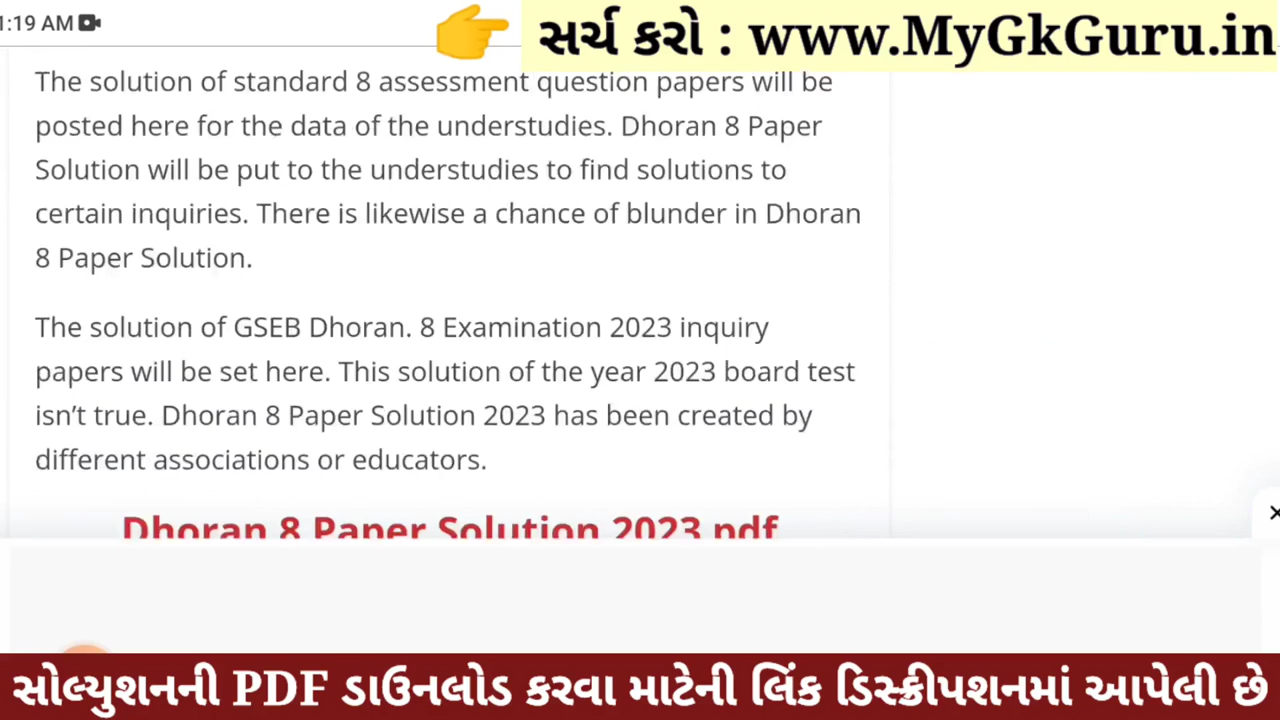 1:19 AM
સર્ચ કરો : www.MyGkGuru.in
The solution of standard 8 assessment question papers will be
posted here for the data of the understudies. Dhoran 8 Paper
Solution will be put to the understudies to find solutions to
certain inquiries. There is likewise a chance of blunder in Dhoran
8 Paper Solution.
The solution of GSEB Dhoran. 8 Examination 2023 inquiry
papers will be set here. This solution of the year 2023 board test
isn’t true. Dhoran 8 Paper Solution 2023 has been created by
different associations or educators.
Dhoran 8 Paper Solution 2023 pdf
સોલ્યુશનની PDF ડાઉનલોડ કરવા માટેની લિંક ડિસ્ક્રીપશનમાં આપેલી છે